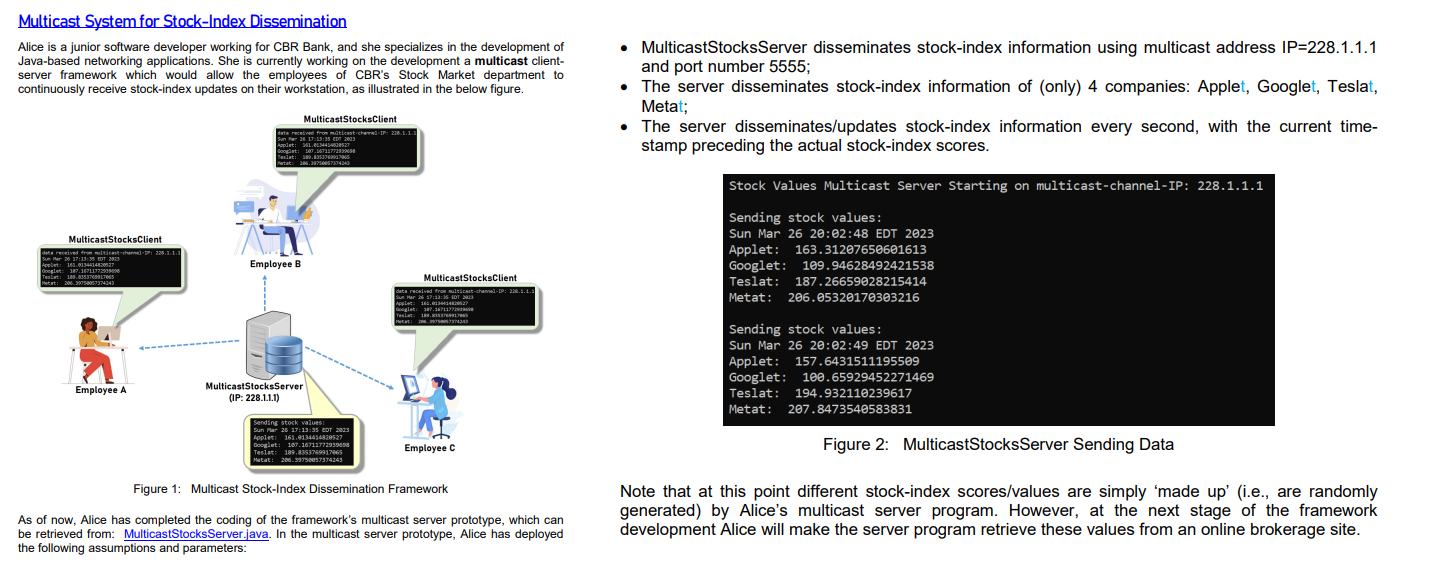 Multicast System for Stock-Index Dissemination
Alice is a junior software developer working for CBR Bank, and she specializes in the development of
Java-based networking applications. She is currently working on the development a multicast client-
server framework which would allow the employees of CBR's Stock Market department to
continuously receive stock-index updates on their workstation, as illustrated in the below figure.
MulticastStocksClient
data received from multicast-channel-IP: 228.1.1.1
Sun Mar 26 17:13:35 EDT 2023
Applet: 161.0134414820527
Googlet: 107.16711772939698
Teslat: 189.8353769917065
Metat: 206.39750057374243
Employee B
MulticastStocksClient
data received from multicast-channel-IP: 228.1.1.1
Sun Mar 26 17:13:35 EDT 2023
Applet: 161.0134414820527
Googlet: 107.16711772939698
Teslat: 189.8353769917065
Metat: 206.39750057374243
Employee A
MulticastStocksClient
data received from multicast-channel-IP: 228.1.1.1
Sun Mar 26 17:13:35 EDT 2023
Applet: 161.0134414820527
Googlet: 107.16711772939698
Teslat: 189.8353769917065
Metat: 206.39750057374243
Employee C
MulticastStocksServer
(IP: 228.1.1.1)
Sending stock values:
Sun Mar 26 17:13:35 EDT 2023
Applet: 161.0134414820527
Googlet: 107.16711772939698
Teslat: 189.8353769917065
Metat: 206.39750057374243
Figure 1: Multicast Stock-Index Dissemination Framework
As of now, Alice has completed the coding of the framework's multicast server prototype, which can
be retrieved from: MulticastStocksServer.java. In the multicast server prototype, Alice has deployed
the following assumptions and parameters:
• MulticastStocksServer disseminates stock-index information using multicast address IP=228.1.1.1
and port number 5555;
• The server disseminates stock-index information of (only) 4 companies: Applet, Googlet, Teslat,
Metat;
• The server disseminates/updates stock-index information every second, with the current time-
stamp preceding the actual stock-index scores.
Stock Values Multicast Server Starting on multicast-channel-IP: 228.1.1.1
Sending stock values:
Sun Mar 26 20:02:48 EDT 2023
Applet: 163.31207650601613
Googlet: 109.94628492421538
Teslat: 187.26659028215414
Metat: 206.05320170303216
Sending stock values:
Sun Mar 26 20:02:49 EDT 2023
Applet: 157.6431511195509
Googlet: 100.65929452271469
Teslat: 194.932110239617
Metat: 207.8473540583831
Figure 2: MulticastStocksServer Sending Data
Note that at this point different stock-index scores/values are simply 'made up' (i.e., are randomly
generated) by Alice's multicast server program. However, at the next stage of the framework
development Alice will make the server program retrieve these values from an online brokerage site.